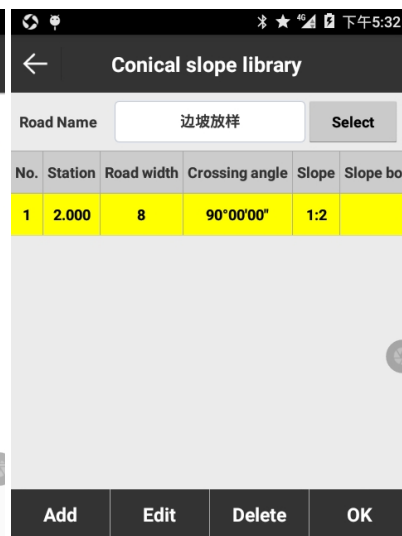 4G 下午5:32
Conical slope library
Road Name 边坡放样 Select
No. Station Road width Crossing angle Slope Slope bo
1 2.000 8 90°00'00" 1:2
Add Edit Delete OK